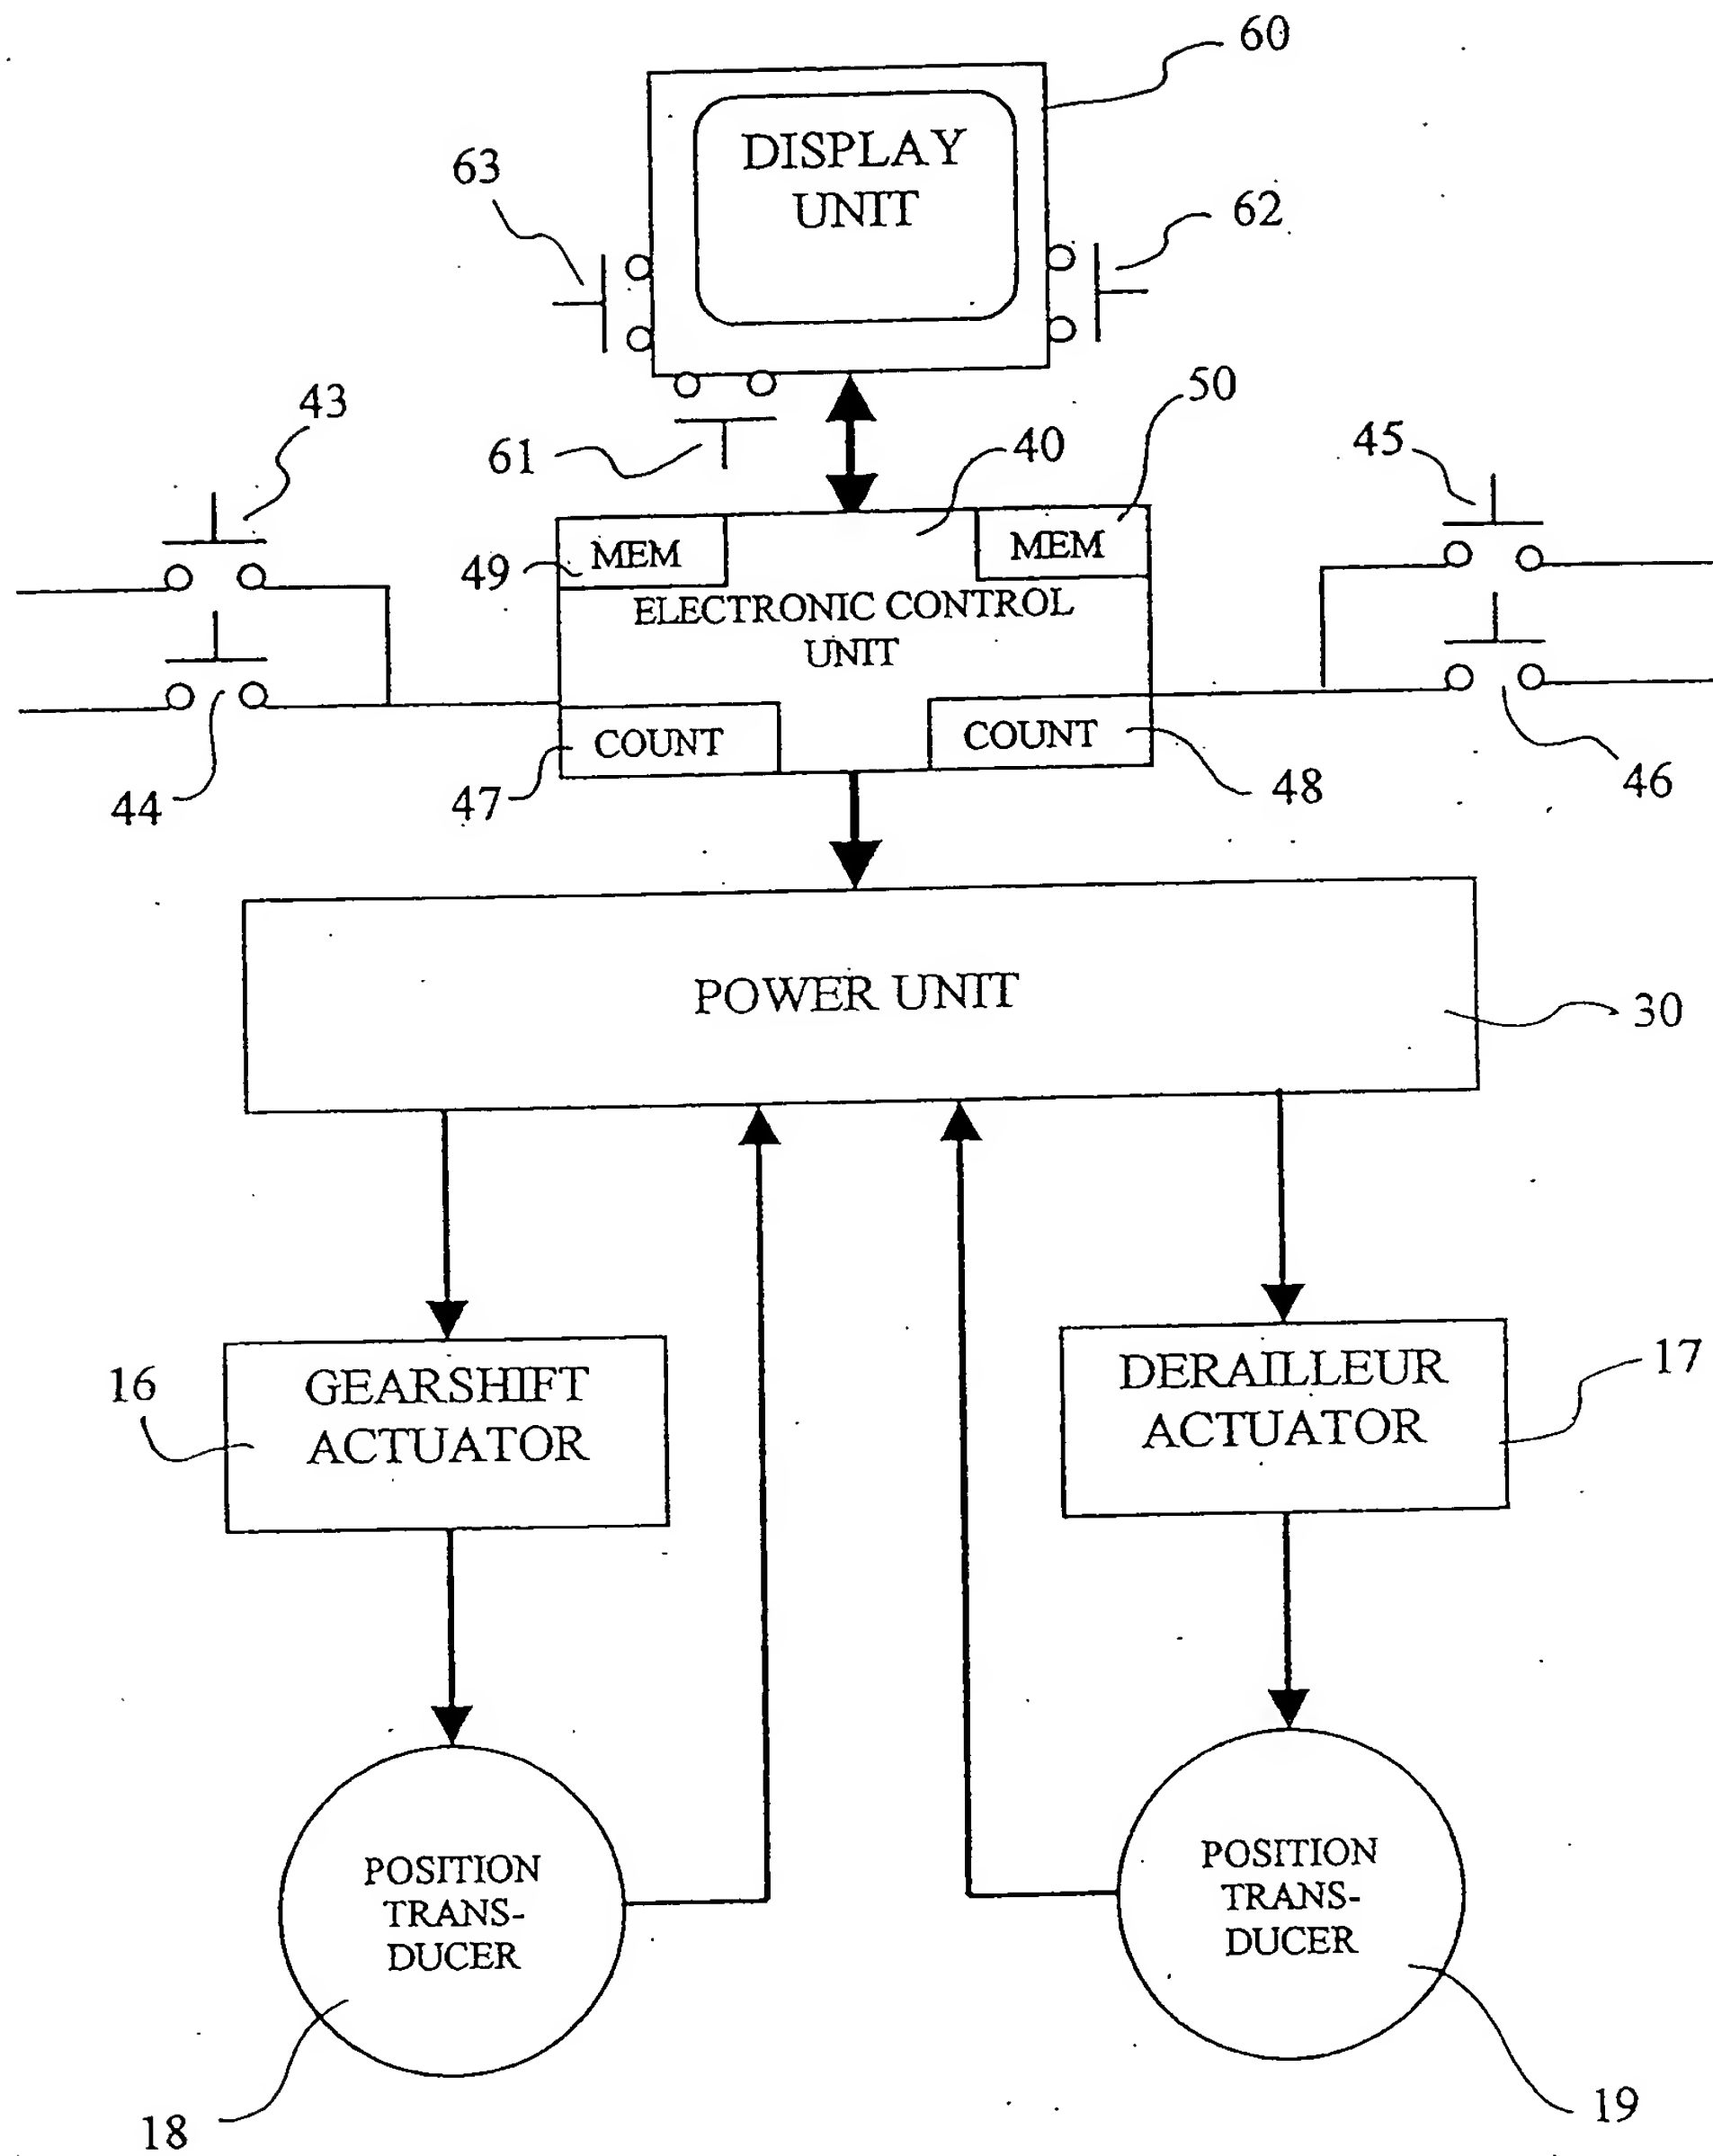 60
DISPLAY
UNIT
63
62
43
61
40
50
45
49
MEM
MEM
ELECTRONIC CONTROL
UNIT
44
47
COUNT
COUNT
48
46
POWER UNIT
30
16
GEARSHIFT
ACTUATOR
DERAILLEUR
ACTUATOR
17
POSITION
TRANS-
DUCER
POSITION
TRANS-
DUCER
18
19